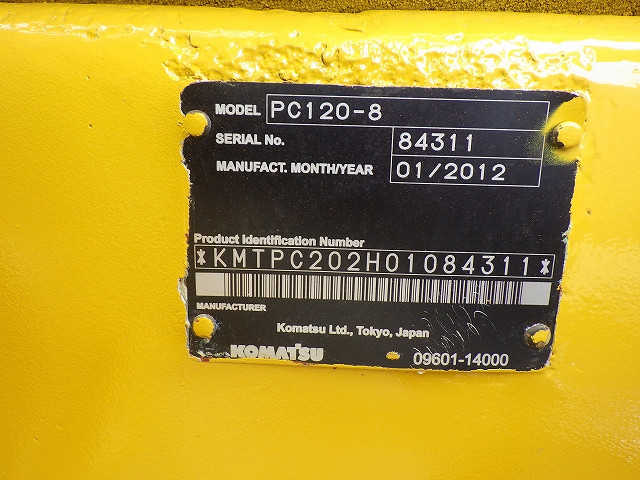 MODEL PC120-8
SERIAL No. 84311
MANUFACT. MONTH/YEAR 01/2012
Product Identification Number
*KMTPC202H01084311*
MANUFACTURER
Komatsu Ltd., Tokyo, Japan
KOMATSU 09601-14000